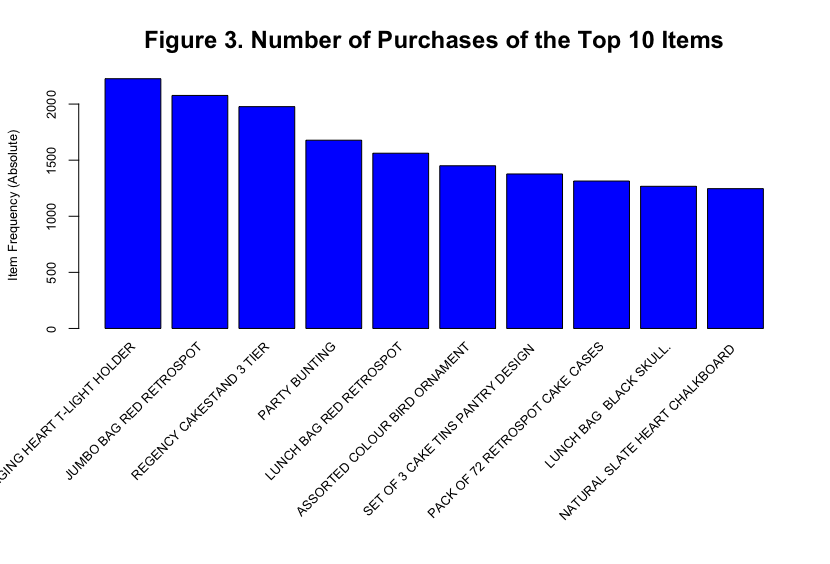 Figure 3. Number of Purchases of the Top 10 Items
Item Frequency (Absolute)
2000
1500
1000
500
0
HEART T-LIGHT HOLDER
JUMBO BAG RED RETROSPOT
REGENCY CAKESTAND 3 TIER
PARTY BUNTING
LUNCH BAG RED RETROSPOT
ASSORTED COLOUR BIRD ORNAMENT
SET OF 3 CAKE TINS PANTRY DESIGN
PACK OF 72 RETROSPOT CAKE CASES
LUNCH BAG  BLACK SKULL.
NATURAL SLATE HEART CHALKBOARD